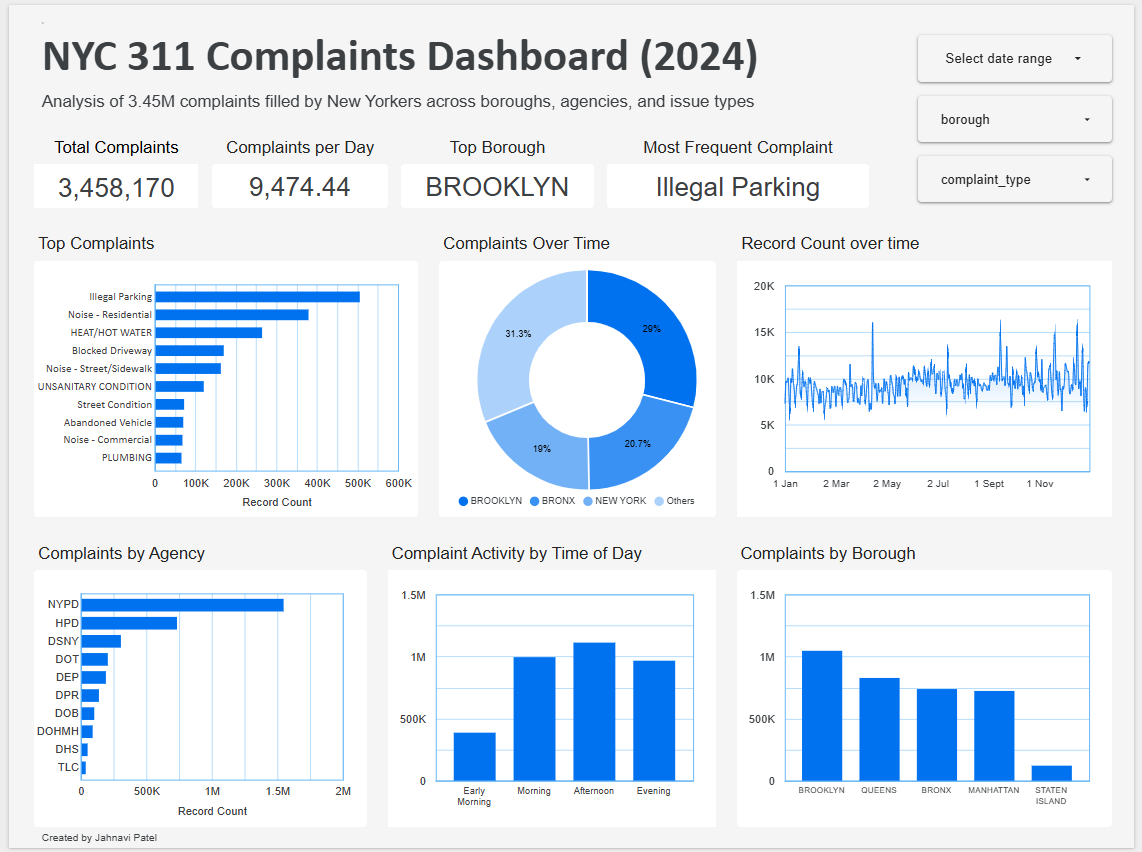 NYC 311 Complaints Dashboard (2024)
Analysis of 3.45M complaints filled by New Yorkers across boroughs, agencies, and issue types
Select date range
borough
complaint_type
Total Complaints
3,458,170
Complaints per Day
9,474.44
Top Borough
BROOKLYN
Most Frequent Complaint
Illegal Parking
Top Complaints
Illegal Parking
Noise - Residential
HEAT/HOT WATER
Blocked Driveway
Noise - Street/Sidewalk
UNSANITARY CONDITION
Street Condition
Abandoned Vehicle
Noise - Commercial
PLUMBING
0 100K 200K 300K 400K 500K 600K
Record Count
Complaints Over Time
29%
20.7%
19%
31.3%
BROOKLYN BRONX NEW YORK Others
Record Count over time
20K
15K
10K
5K
0
1 Jan 2 Mar 2 May 2 Jul 1 Sept 1 Nov
Complaints by Agency
NYPD
HPD
DSNY
DOT
DEP
DPR
DOB
DOHMH
DHS
TLC
0 500K 1M 1.5M 2M
Record Count
Complaint Activity by Time of Day
1.5M
1M
500K
0
Early
Morning
Morning
Afternoon
Evening
Complaints by Borough
1.5M
1M
500K
0
BROOKLYN
QUEENS
BRONX
MANHATTAN
STATEN
ISLAND
Created by Jahnavi Patel